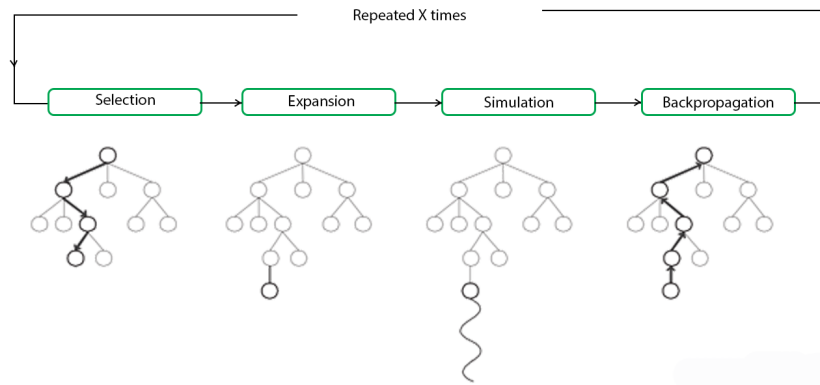 Repeated X times
Selection
Expansion
Simulation
Backpropagation